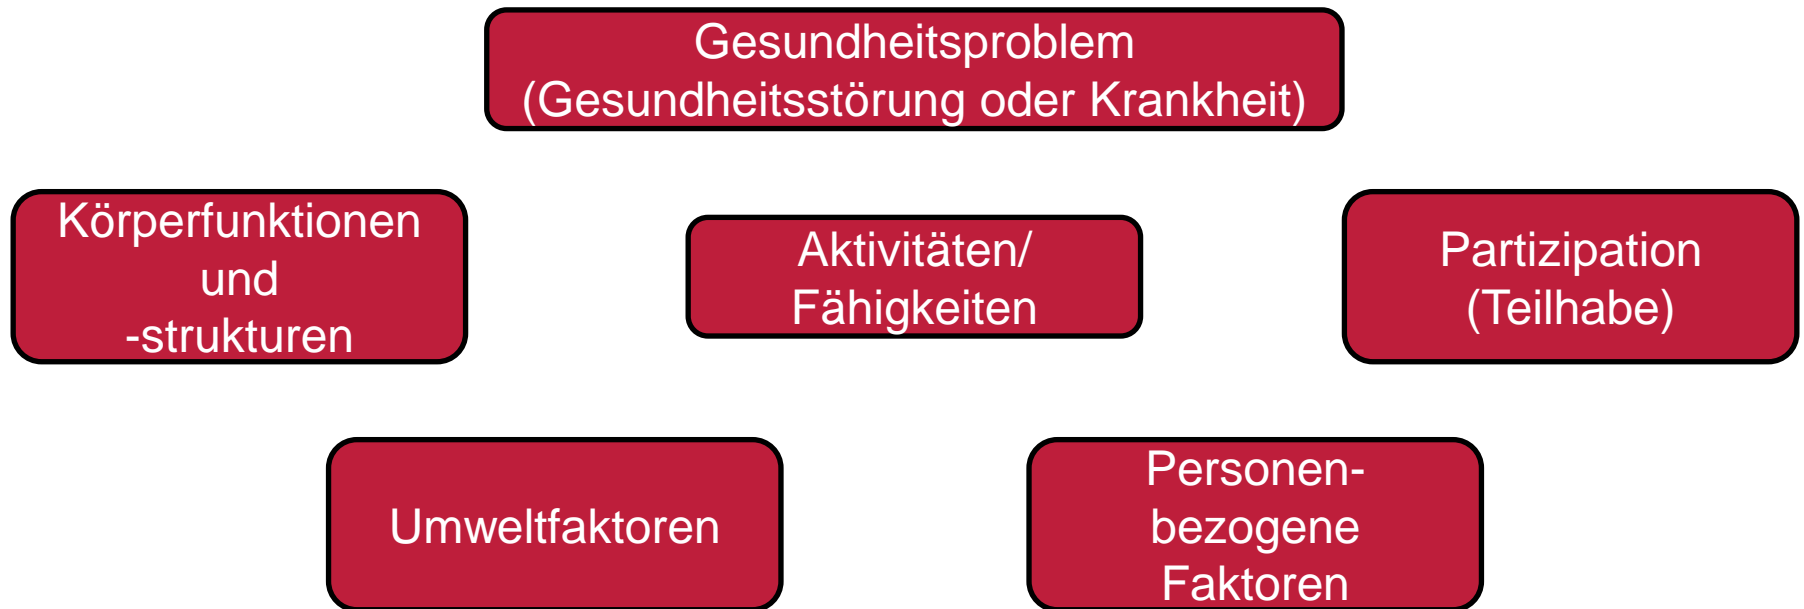 Gesundheitsproblem
(Gesundheitsstörung oder Krankheit)
Körperfunktionen
und
-strukturen
Aktivitäten/
Fähigkeiten
Partizipation
(Teilhabe)
Umweltfaktoren
Personen-
bezogene
Faktoren